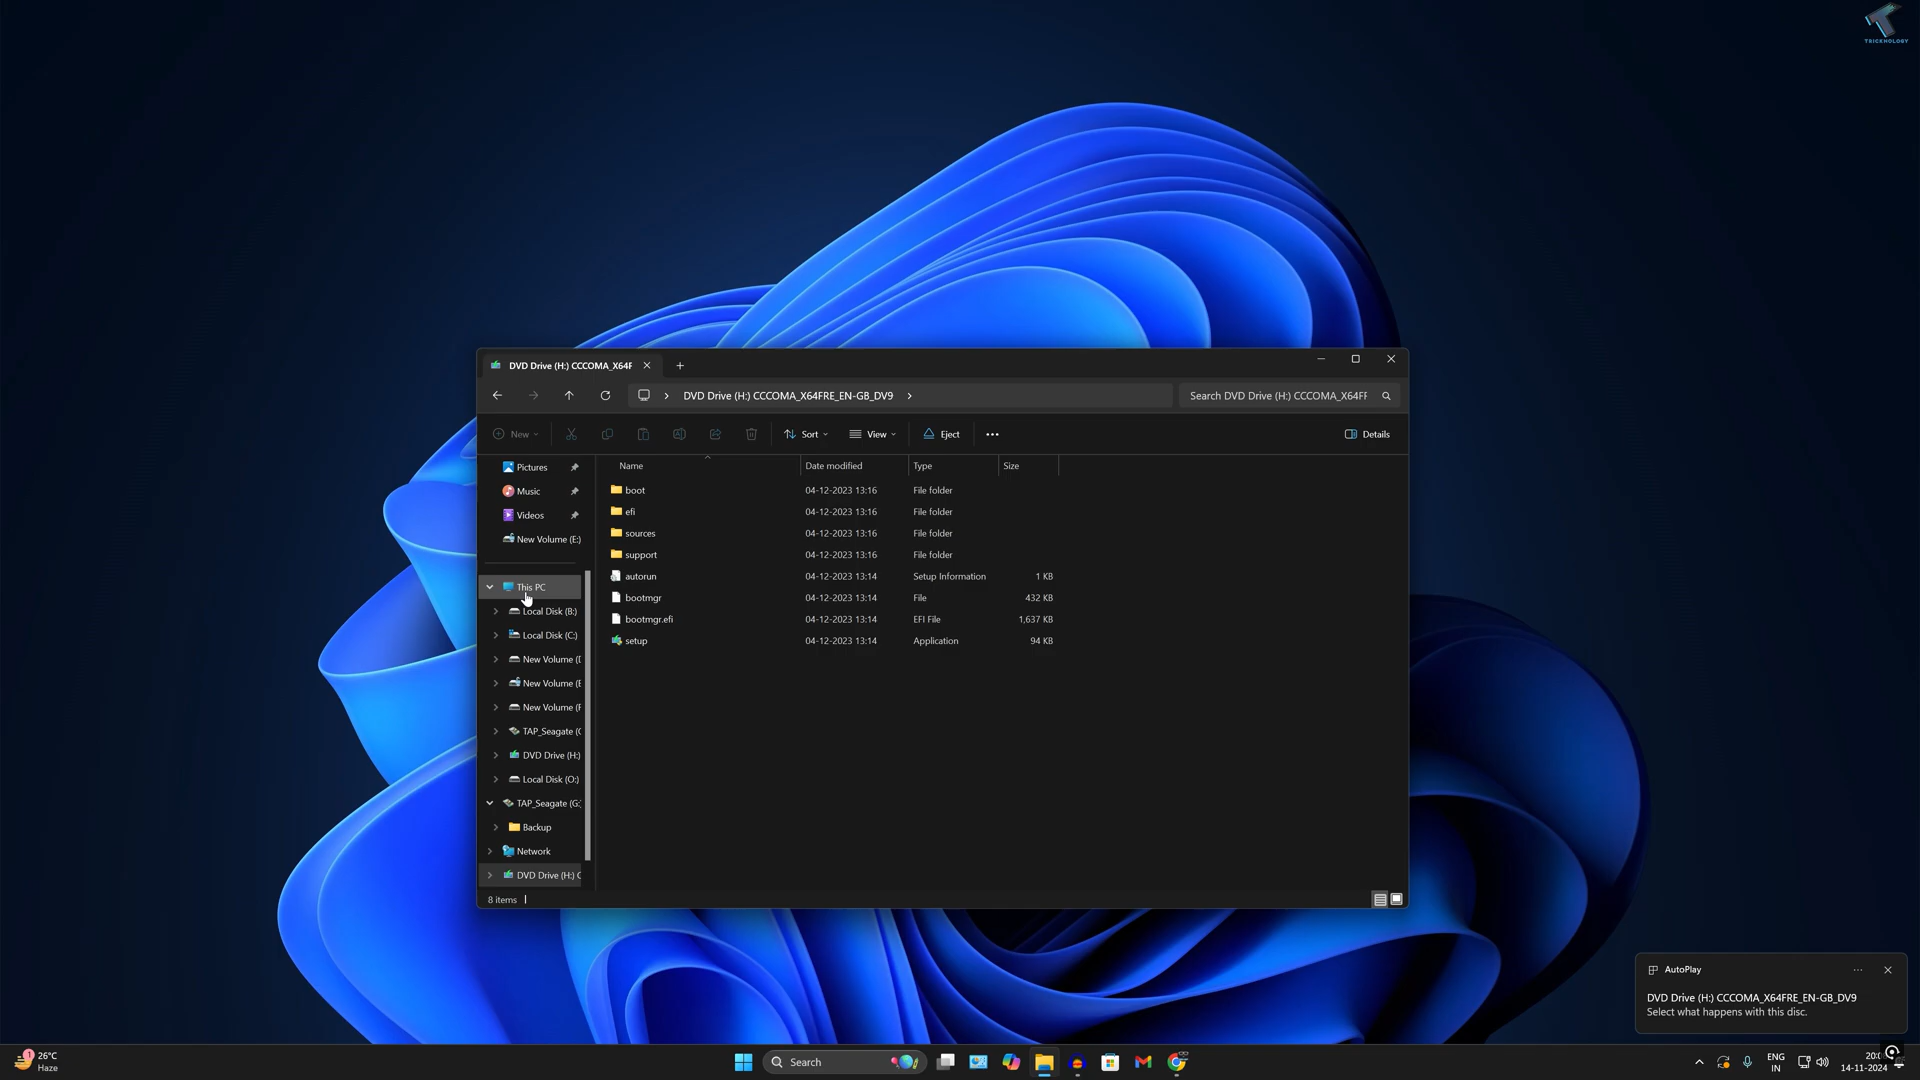 TRICKNOLOGY
DVD Drive (H:) CCCOMA_X64F
DVD Drive (H:) CCCOMA_X64FRE_EN-GB_DV9
Search DVD Drive (H:) CCCOMA_X64FF
New
Sort
View
Eject
Details
Name Date modified Type Size
Pictures
Music
Videos
New Volume (E:)
This PC
Local Disk (B:)
Local Disk (C:)
New Volume (D
New Volume (E
New Volume (F
TAP_Seagate (G
DVD Drive (H:)
Local Disk (O:)
TAP_Seagate (G:)
Backup
Network
DVD Drive (H:) C
boot 04-12-2023 13:16 File folder
efi 04-12-2023 13:16 File folder
sources 04-12-2023 13:16 File folder
support 04-12-2023 13:16 File folder
autorun 04-12-2023 13:14 Setup Information 1 KB
bootmgr 04-12-2023 13:14 File 432 KB
bootmgr.efi 04-12-2023 13:14 EFI File 1,637 KB
setup 04-12-2023 13:14 Application 94 KB
8 items
AutoPlay
DVD Drive (H:) CCCOMA_X64FRE_EN-GB_DV9
Select what happens with this disc.
1
26°C
Haze
Search
ENG
IN
14-11-2024